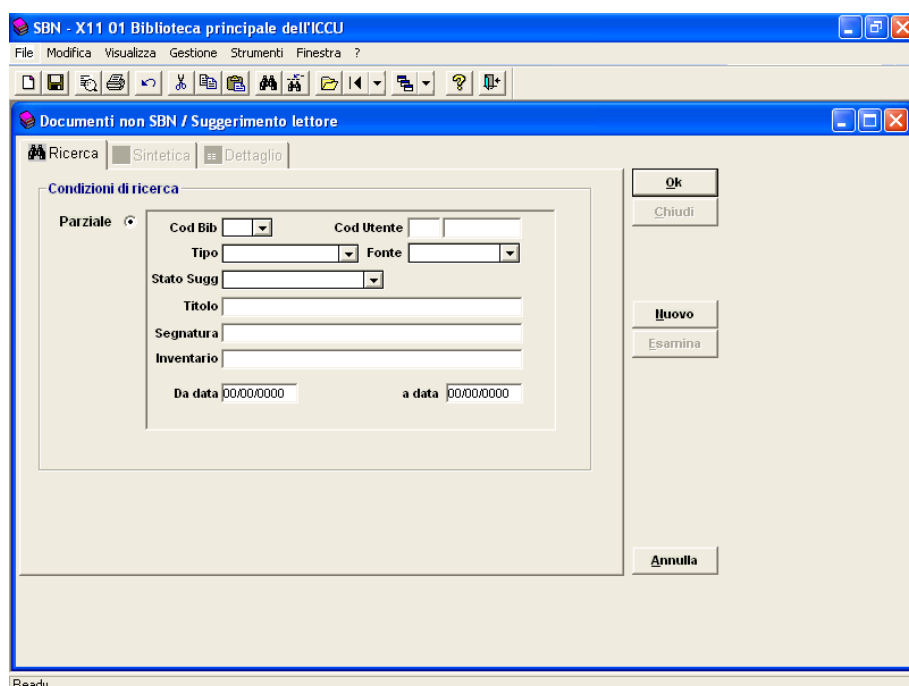 SBN - X11 01 Biblioteca principale dell'ICCU
File Modifica Visualizza Gestione Strumenti Finestra ?
Documenti non SBN / Suggerimento lettore
Ricerca Sintetica Dettaglio
Condizioni di ricerca
Ok
Chiudi
Parziale
Cod Bib Cod Utente
Tipo Fonte
Stato Sugg
Titolo
Nuovo
Segnatura
Esamina
Inventario
Da data 00/00/0000 a data 00/00/0000
Annulla
Ready